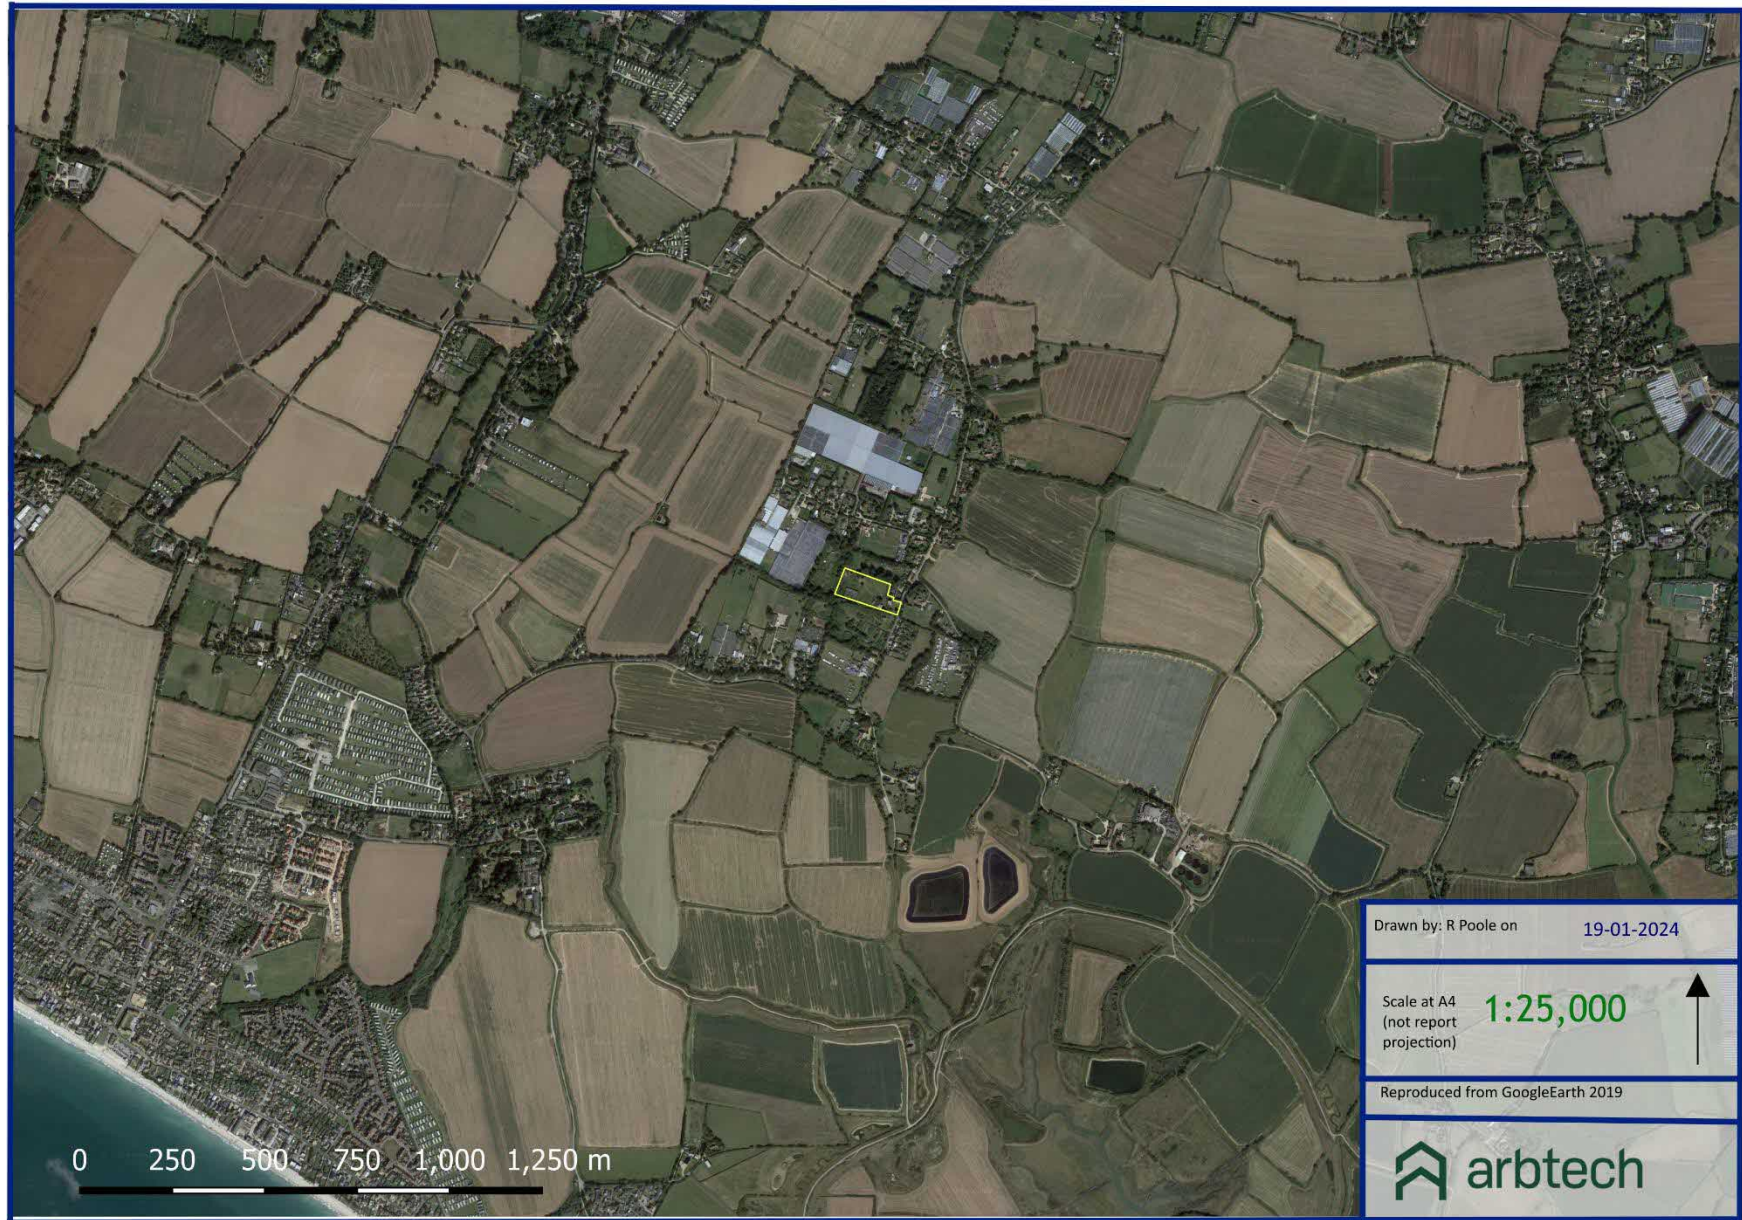 Drawn by: R Poole on 19-01-2024
Scale at A4
(not report
projection)
1:25,000
Reproduced from GoogleEarth 2019
arbtech
0 250 500 750 1,000 1,250 m